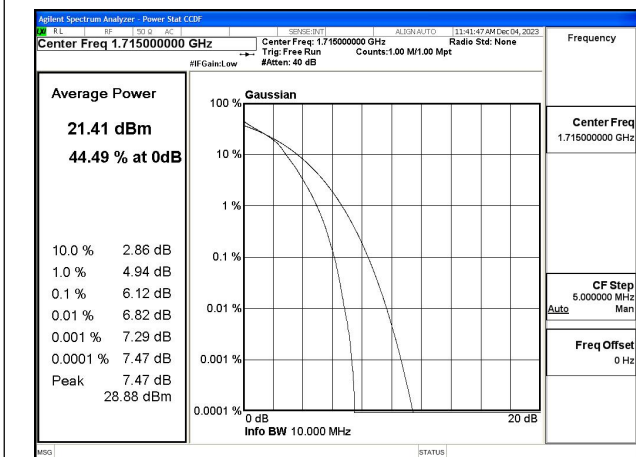 Agilent Spectrum Analyzer - Power Stat CCDF
RL RF 50 Ω AC SENSE:INT ALIGN AUTO 11:41:47 AM Dec 04, 2023
Center Freq 1.715000000 GHz
Center Freq: 1.715000000 GHz Radio Std: None
Trig: Free Run Counts:1.00 M/1.00 Mpt
#IFGain:Low #Atten: 40 dB
Frequency
Average Power
21.41 dBm
44.49 % at 0dB
10.0 % 2.86 dB
1.0 % 4.94 dB
0.1 % 6.12 dB
0.01 % 6.82 dB
0.001 % 7.29 dB
0.0001 % 7.47 dB
Peak 7.47 dB
28.88 dBm
Gaussian
100 %
10 %
1 %
0.1 %
0.01 %
0.001 %
0.0001 %
0 dB 20 dB
Info BW 10.000 MHz
Center Freq
1.715000000 GHz
CF Step
5.000000 MHz
Auto Man
Freq Offset
0 Hz
MSG STATUS